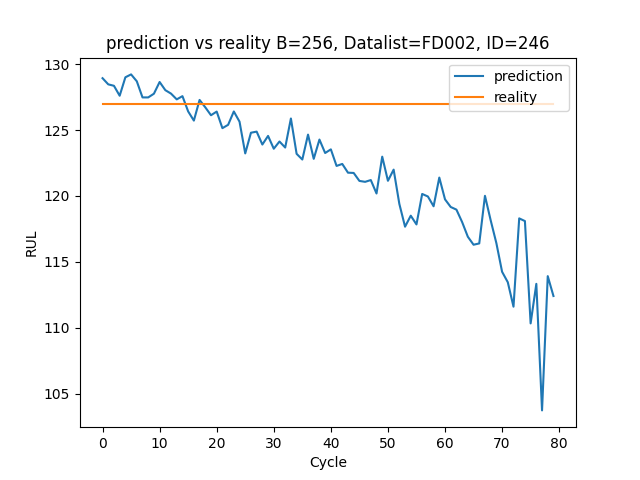 prediction vs reality B=256, Datalist=FD002, ID=246
prediction
reality
130
125
120
115
110
105
RUL
0 10 20 30 40 50 60 70 80
Cycle